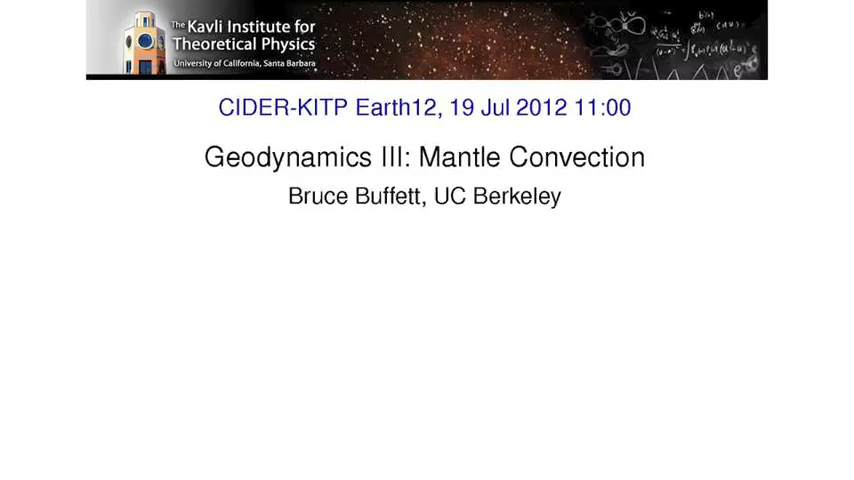 The Kavli Institute for
Theoretical Physics
University of California, Santa Barbara
CIDER-KITP Earth12, 19 Jul 2012 11:00
Geodynamics III: Mantle Convection
Bruce Buffett, UC Berkeley